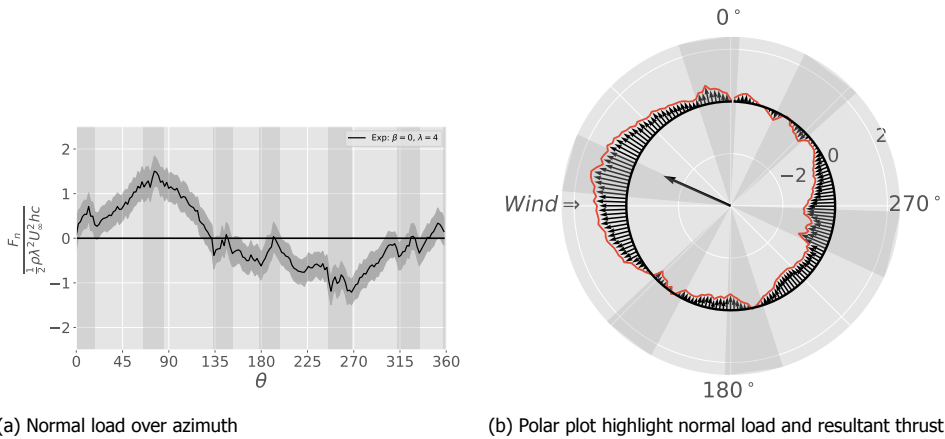 0°
2
1
0
−1
−2
Exp: β = 0, λ = 4
F_n
½ρλ²U²∞hc
0 45 90 135 180 225 270 315 360
θ
2
0
−2
Wind ⇒
270°
180°
(a) Normal load over azimuth
(b) Polar plot highlight normal load and resultant thrust